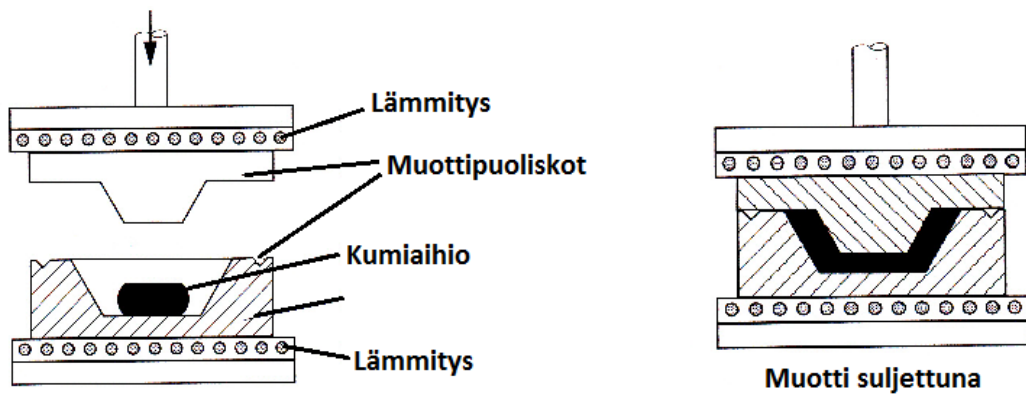 Lämmitys
Muottipuoliskot
Kumiaihio
Lämmitys
Muotti suljettuna